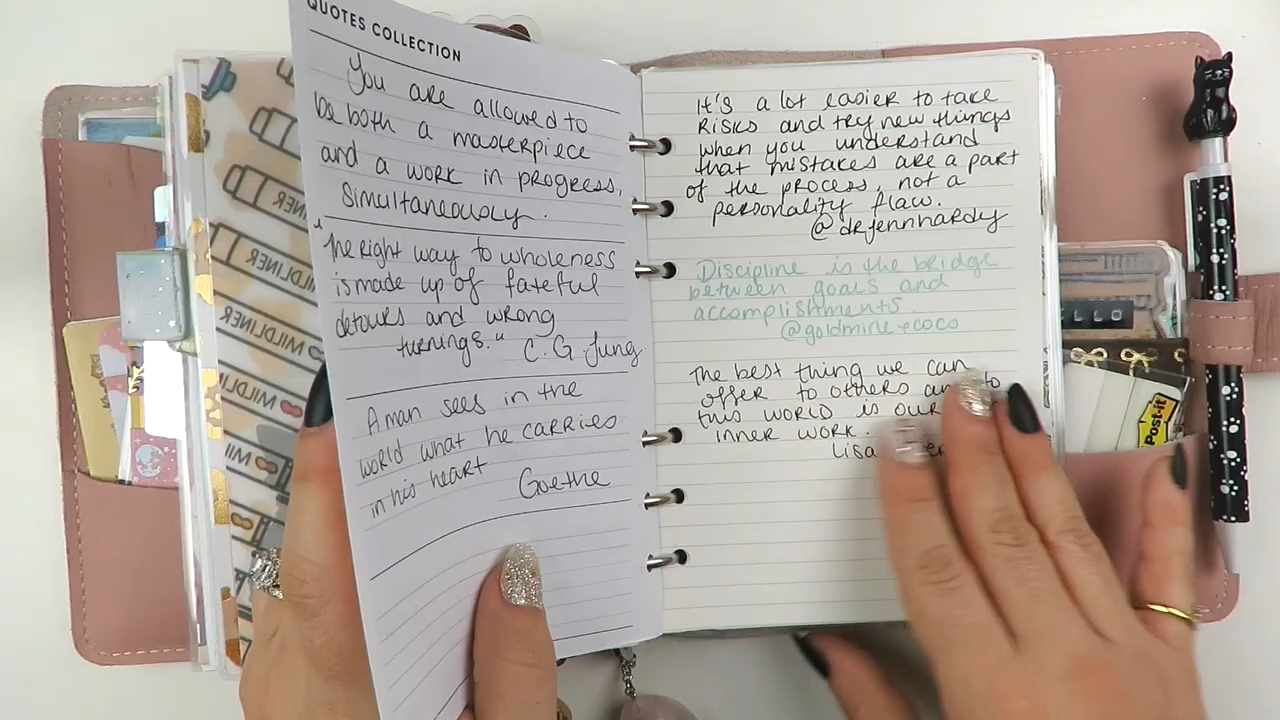 QUOTES COLLECTION
You are allowed to
be both a masterpiece
and a work in progress,
Simultaneously.
"The right way to wholeness
is made up of fateful
detours and wrong
turnings." C.G. Jung
A man sees in the
world what he carries
in his heart
Goethe
It's a lot easier to take
Risks and try new things
when you understand
that mistakes are a part
of the process, not a
personality flaw.
@drjennhardy
Discipline is the bridge
between goals and
accomplishments.
@goldmine+coco
The best thing we can
offer to others and to
this world is our
inner work.
Lisa
MILDLINER
MILDLINER
MILDLINER
MILDLINER
Post-it